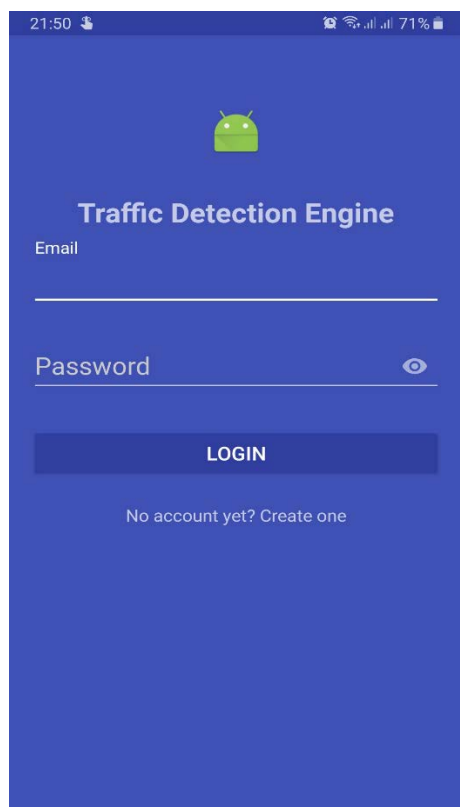 21:50 71%
Traffic Detection Engine
Email
Password
LOGIN
No account yet? Create one